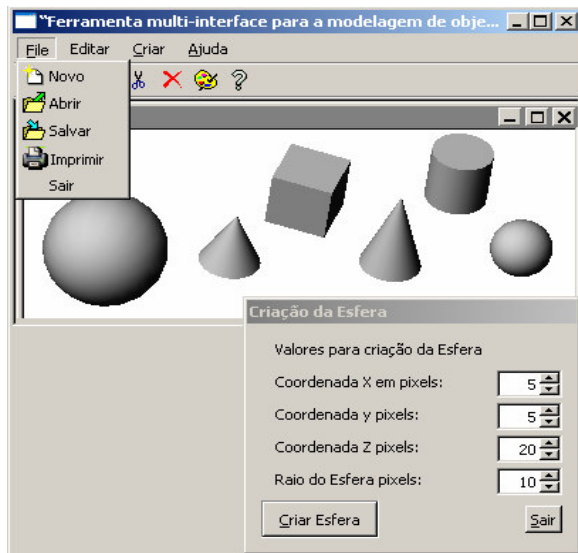 "Ferramenta multi-interface para a modelagem de obje...
File Editar Criar Ajuda
Novo
Abrir
Salvar
Imprimir
Sair
Criação da Esfera
Valores para criação da Esfera
Coordenada X em pixels: 5
Coordenada y pixels: 5
Coordenada Z pixels: 20
Raio do Esfera pixels: 10
Criar Esfera Sair